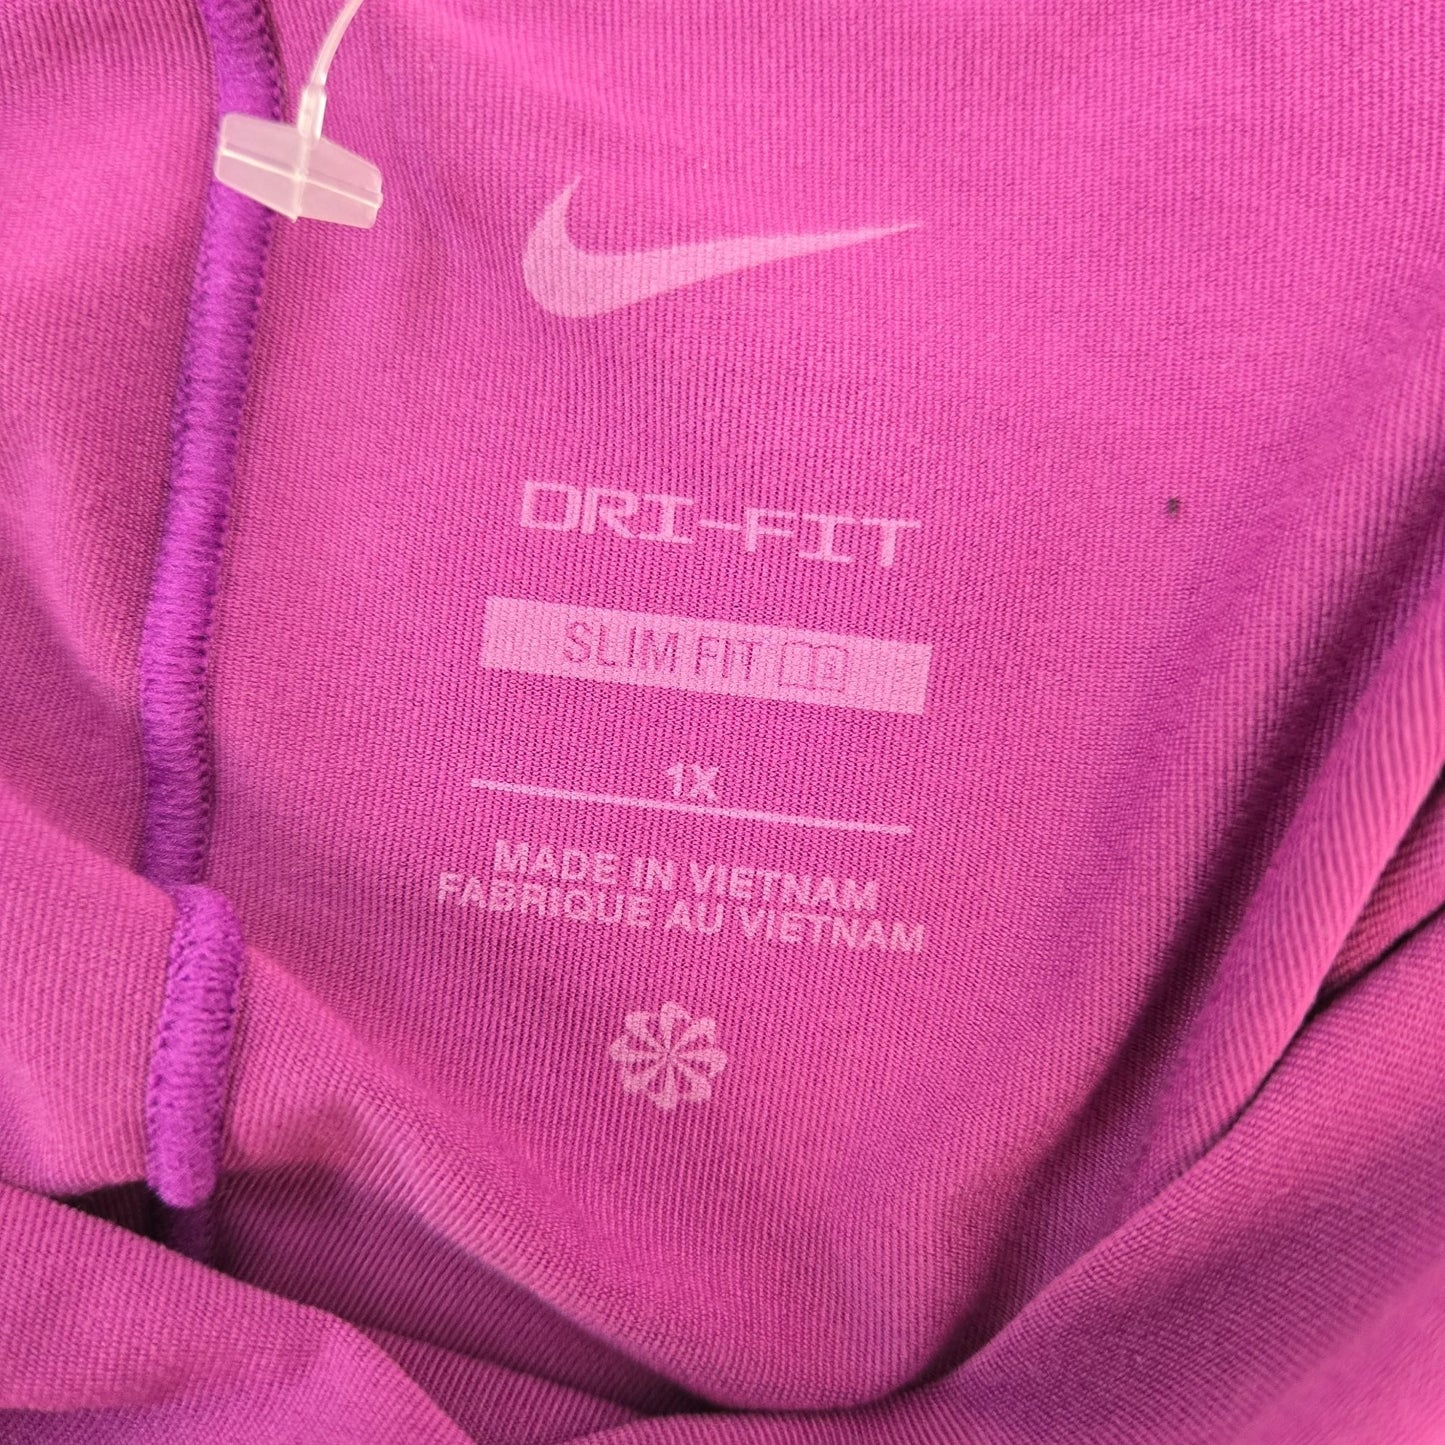 DRI-FIT
SLIM FIT
1X
MADE IN VIETNAM
FABRIQUE AU VIETNAM